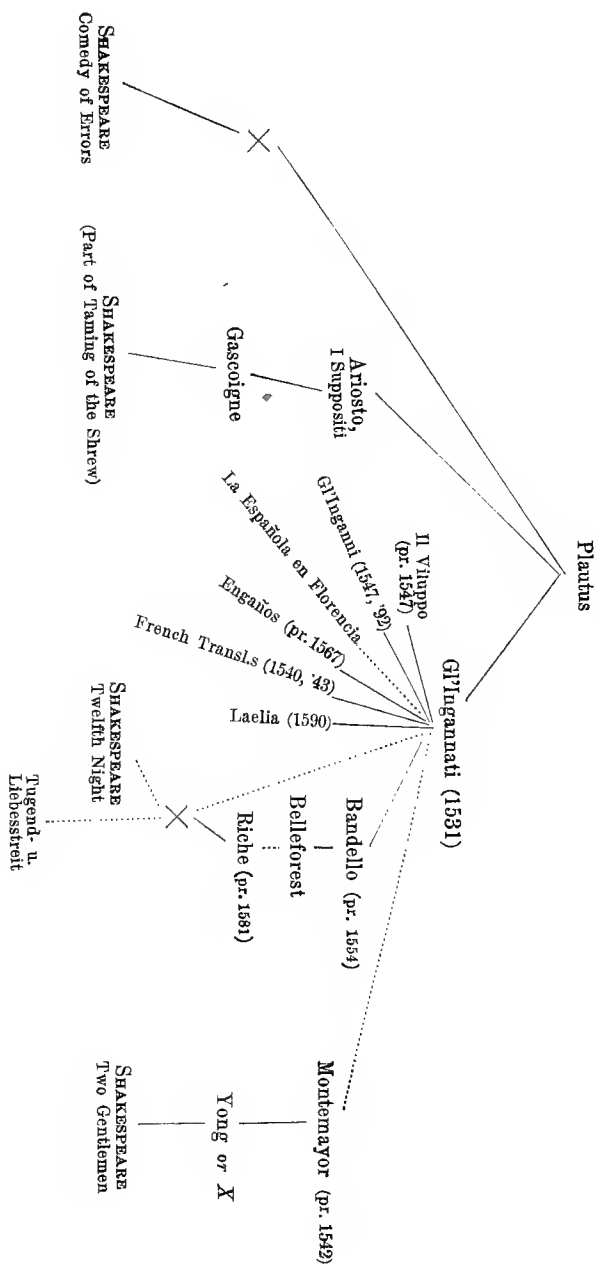 Plautus
Gl'Ingannati (1531)
Ariosto,
I Suppositi
Il Viluppo
(pr. 1547)
Gl'Inganni (1547, '92)
La Española en Florencia
Engaños (pr. 1567)
French Transl.s (1540, '43)
Laelia (1590)
Bandello (pr. 1554)
Belleforest
Riche (pr. 1581)
Montemayor (pr. 1542)
Gascoigne
Yong or X
X
X
SHAKESPEARE
Comedy of Errors
SHAKESPEARE
(Part of Taming of the Shrew)
SHAKESPEARE
Twelfth Night
Tugend- u.
Liebesstreit
SHAKESPEARE
Two Gentlemen